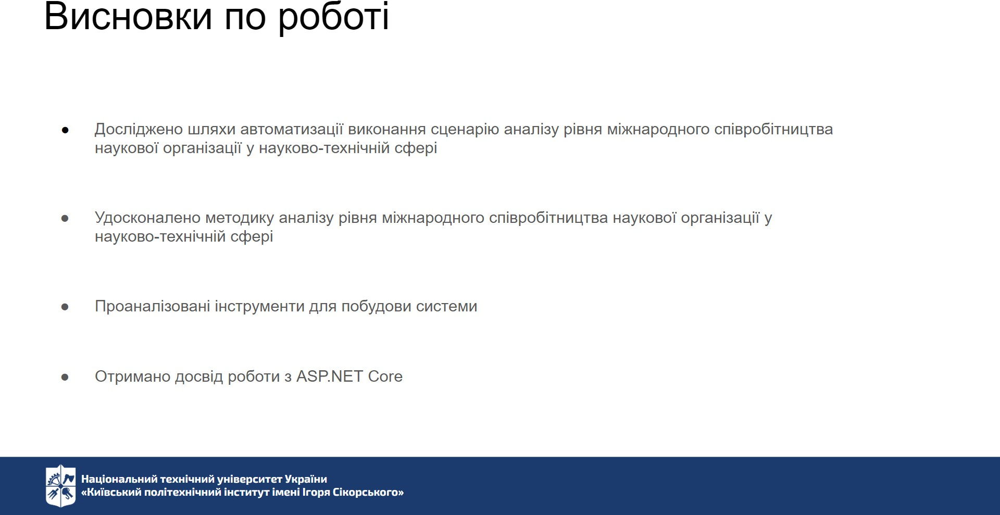 Висновки по роботі
● Досліджено шляхи автоматизації виконання сценарію аналізу рівня міжнародного співробітництва
наукової організації у науково-технічній сфері
● Удосконалено методику аналізу рівня міжнародного співробітництва наукової організації у
науково-технічній сфері
● Проаналізовані інструменти для побудови системи
● Отримано досвід роботи з ASP.NET Core
Національний технічний університет України
«Київський політехнічний інститут імені Ігоря Сікорського»